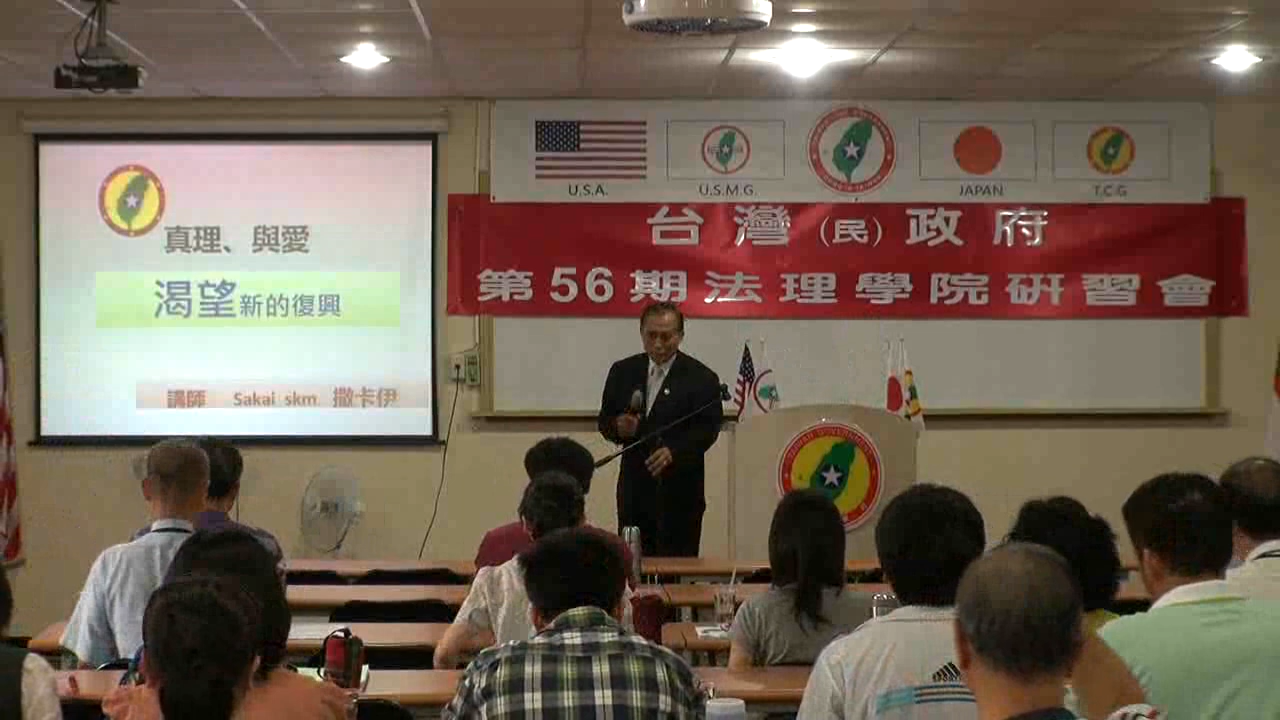 真理、與愛
渴望新的復興
講師 Sakai skm 撒卡伊
U.S.A.
U.S.M.G.
JAPAN
T.C.G
台灣(民)政府
第56期法理學院研習會